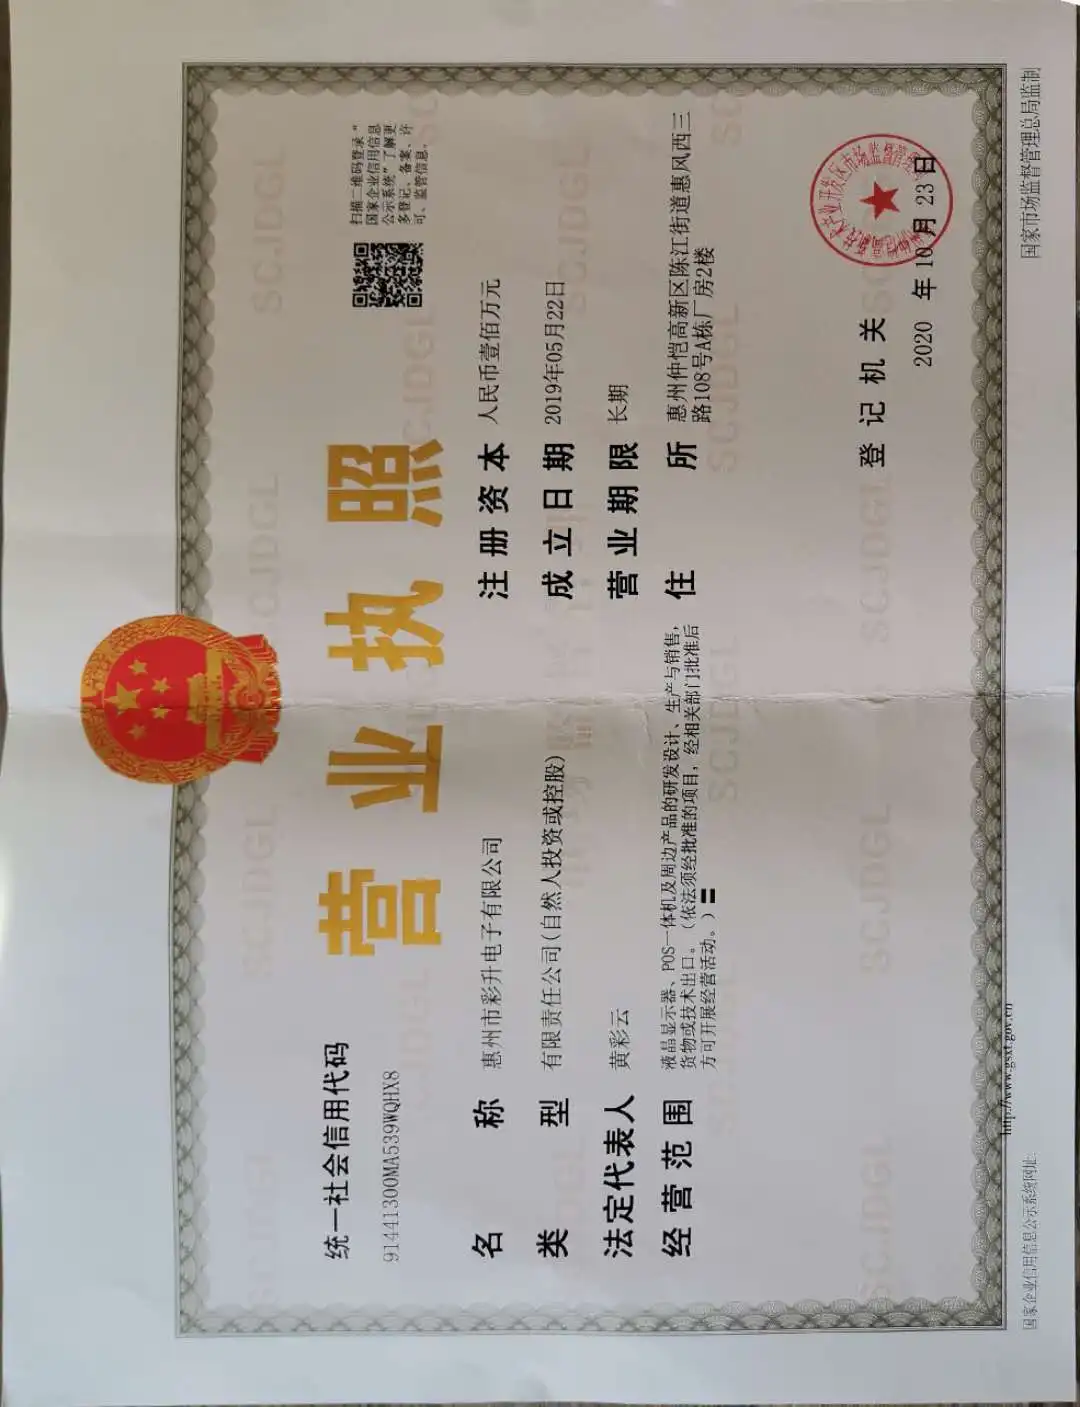 统一社会信用代码
91441300MA539WQHX8
营业执照
扫描二维码登录“
国家企业信用信息
公示系统”了解更
多登记、备案、许
可、监管信息。
名称 惠州市彩升电子有限公司
类型 有限责任公司(自然人投资或控股)
法定代表人 黄彩云
经营范围 液晶显示器、POS一体机及周边产品的研发设计、生产与销售，
货物或技术出口。（依法须经批准的项目，经相关部门批准后
方可开展经营活动。）
注册资本 人民币壹佰万元
成立日期 2019年05月22日
营业期限 长期
住所 惠州仲恺高新区陈江街道惠风西三
路108号A栋厂房2楼
登记机关
2020年10月23日
国家企业信用信息公示系统网址:
http://www.gsxt.gov.cn
国家市场监督管理总局监制